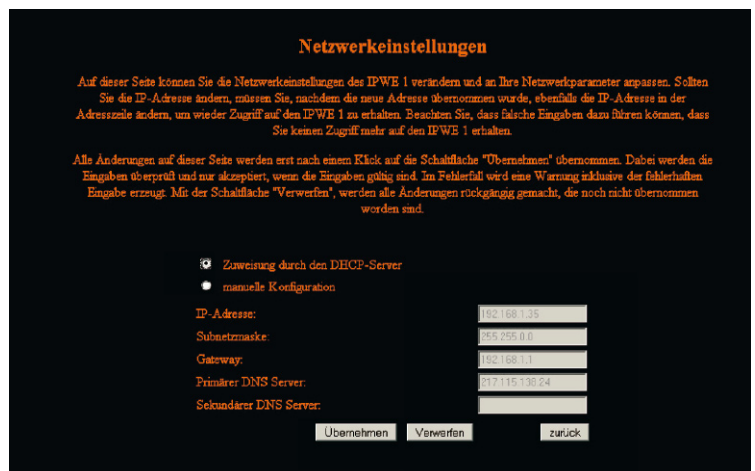 Netzwerkeinstellungen
Auf dieser Seite können Sie die Netzwerkeinstellungen des IPWE 1 verändern und an Ihre Netzwerkparameter anpassen. Sollten
Sie die IP-Adresse ändern, müssen Sie, nachdem die neue Adresse übernommen wurde, ebenfalls die IP-Adresse in der
Adresszeile ändern, um wieder Zugriff auf den IPWE 1 zu erhalten. Beachten Sie, dass falsche Eingaben dazu führen können, dass
Sie keinen Zugriff mehr auf den IPWE 1 erhalten.
Alle Änderungen auf dieser Seite werden erst nach einem Klick auf die Schaltfläche "Übernehmen" übernommen. Dabei werden die
Eingaben überprüft und nur akzeptiert, wenn die Eingaben gültig sind. Im Fehlerfall wird eine Warnung inklusive der fehlerhaften
Eingabe erzeugt. Mit der Schaltfläche "Verwerfen", werden alle Änderungen rückgängig gemacht, die noch nicht übernommen
worden sind.
Zuweisung durch den DHCP-Server
manuelle Konfiguration
IP-Adresse: 192.168.1.35
Subnetzmaske: 255.255.0.0
Gateway: 192.168.1.1
Primärer DNS Server: 217.115.138.24
Sekundärer DNS Server:
Übernehmen Verwerfen zurück